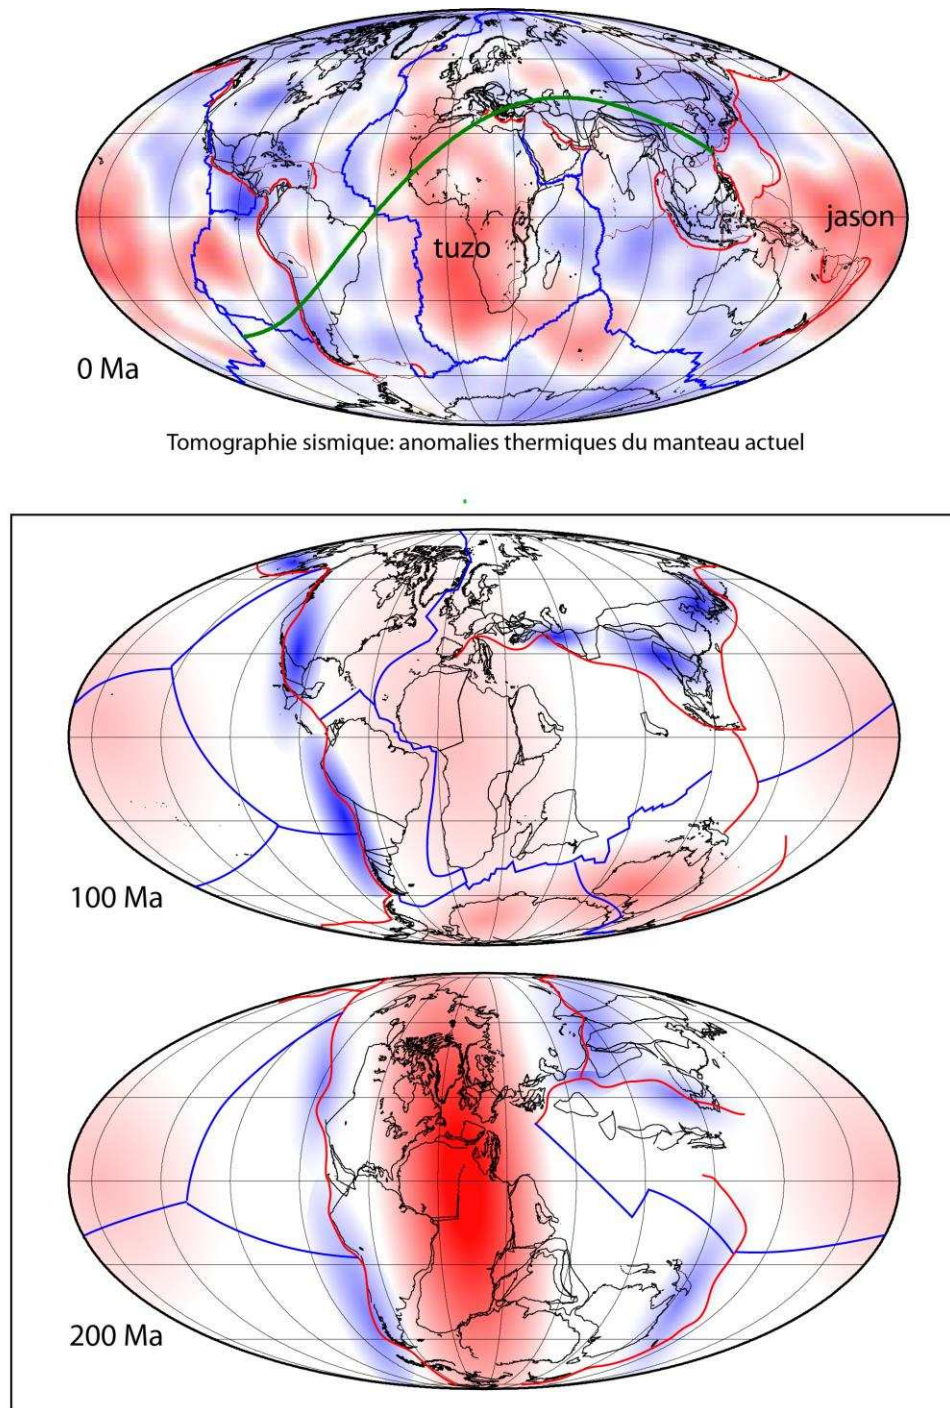 jason
tuzo
0 Ma
Tomographie sismique: anomalies thermiques du manteau actuel
100 Ma
200 Ma